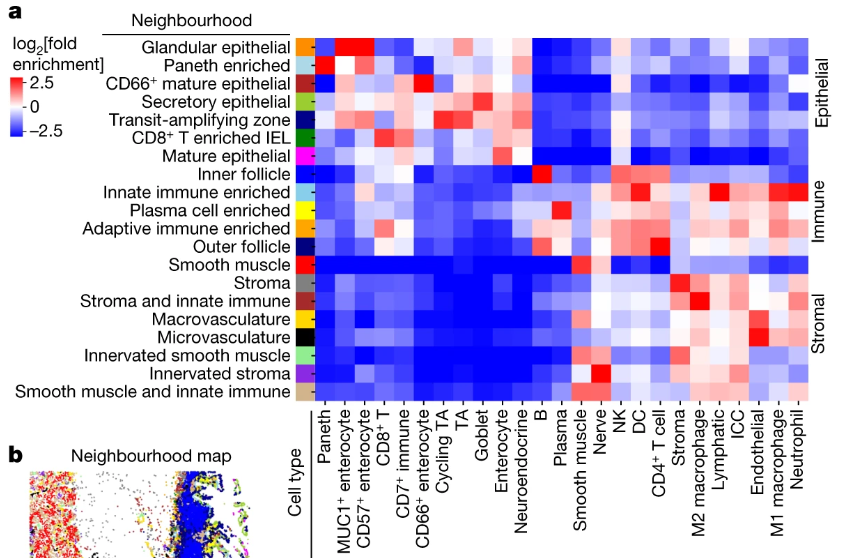 a
Neighbourhood
log2[fold
enrichment]
2.5
0
−2.5
Glandular epithelial
Paneth enriched
CD66+ mature epithelial
Secretory epithelial
Transit-amplifying zone
CD8+ T enriched IEL
Mature epithelial
Inner follicle
Innate immune enriched
Plasma cell enriched
Adaptive immune enriched
Outer follicle
Smooth muscle
Stroma
Stroma and innate immune
Macrovasculature
Microvasculature
Innervated smooth muscle
Innervated stroma
Smooth muscle and innate immune
Epithelial
Immune
Stromal
Cell type
Paneth
MUC1+ enterocyte
CD57+ enterocyte
CD8+ T
CD7+ immune
CD66+ enterocyte
Cycling TA
TA
Goblet
Enterocyte
Neuroendocrine
B
Plasma
Smooth muscle
Nerve
NK
DC
CD4+ T cell
Stroma
M2 macrophage
Lymphatic
ICC
Endothelial
M1 macrophage
Neutrophil
b
Neighbourhood map